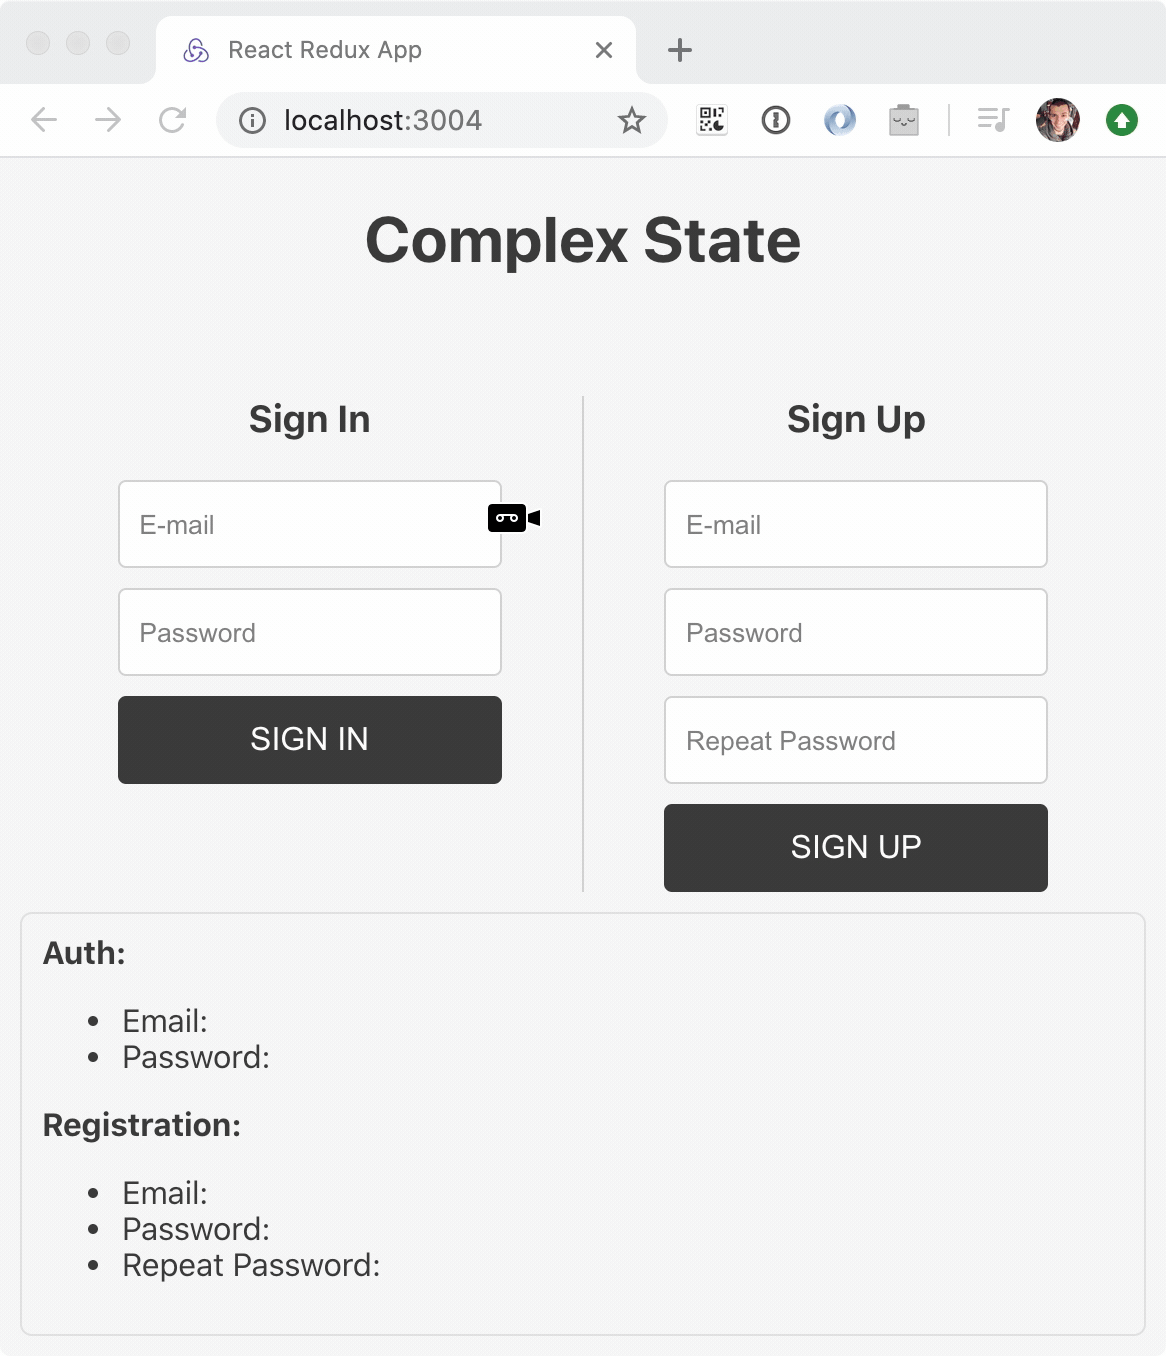 React Redux App
localhost:3004
Complex State
Sign In
E-mail
Password
SIGN IN
Sign Up
E-mail
Password
Repeat Password
SIGN UP
Auth:
Email:
Password:
Registration:
Email:
Password:
Repeat Password: